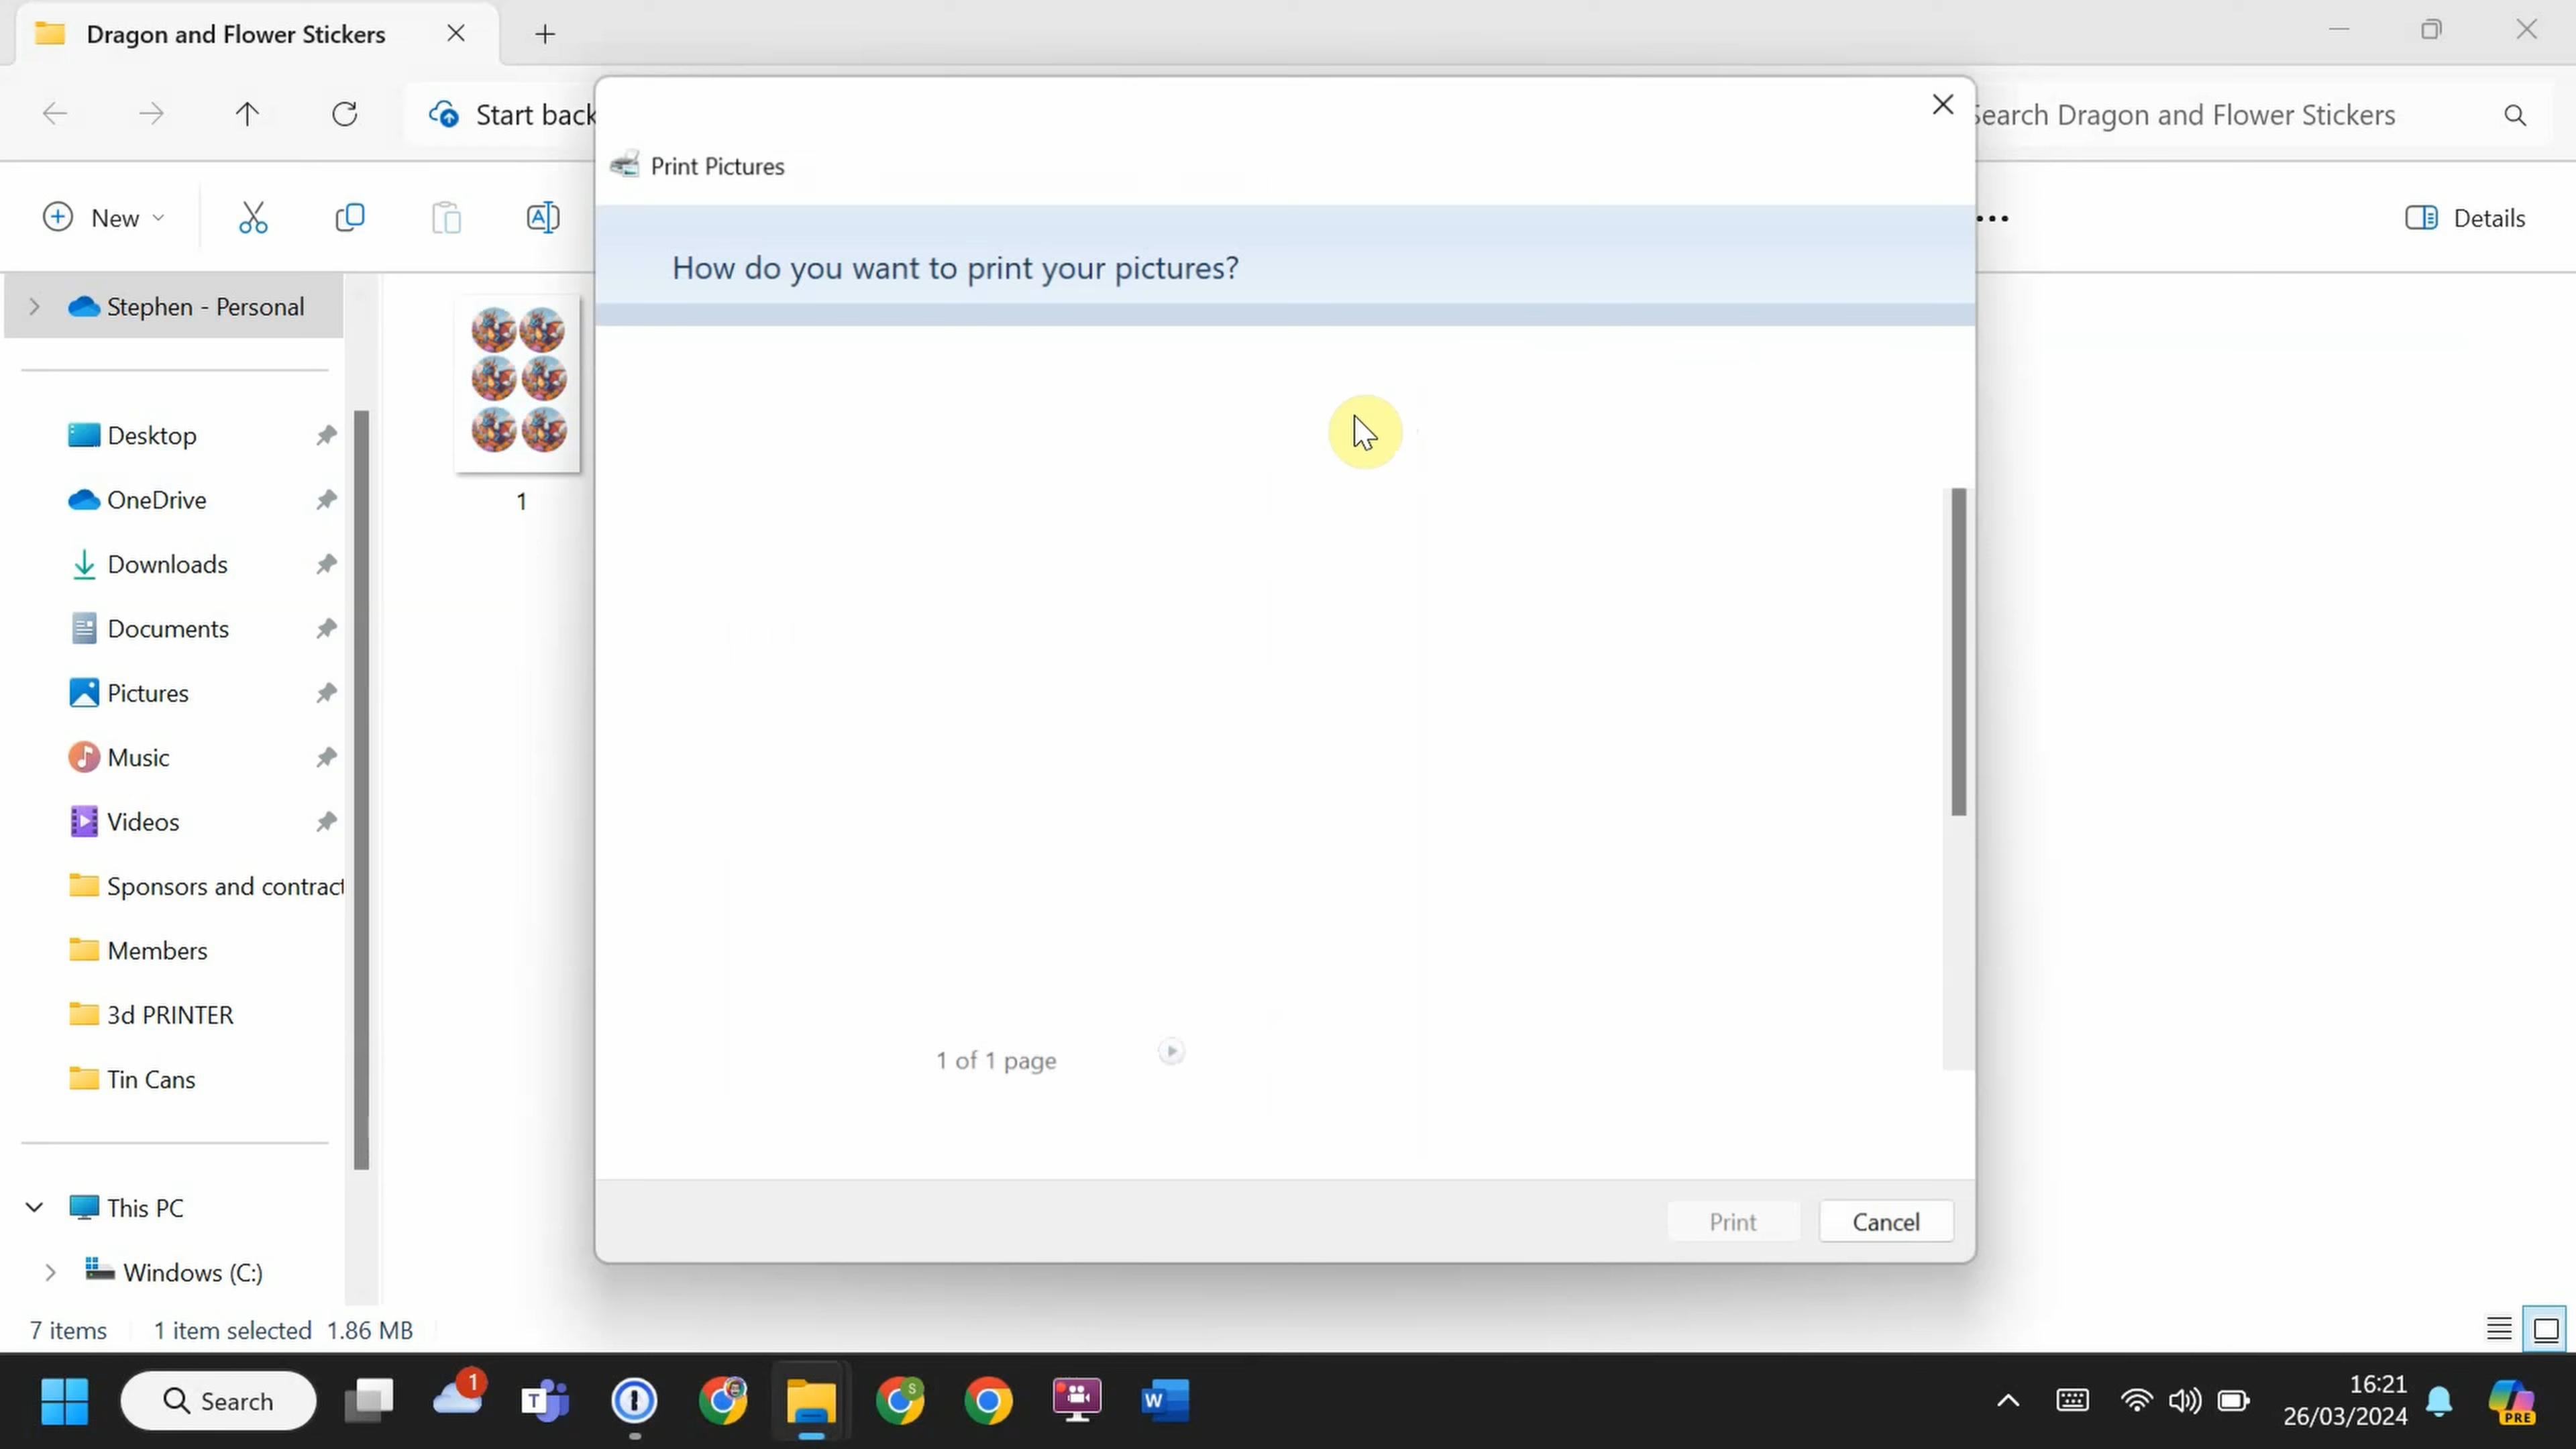 Dragon and Flower Stickers
Start back
Search Dragon and Flower Stickers
New
Details
Print Pictures
How do you want to print your pictures?
1 of 1 page
Print
Cancel
1
Stephen - Personal
Desktop
OneDrive
Downloads
Documents
Pictures
Music
Videos
Sponsors and contract
Members
3d PRINTER
Tin Cans
This PC
Windows (C:)
7 items
1 item selected 1.86 MB
Search
1
T
S
W
16:21
26/03/2024
PRE